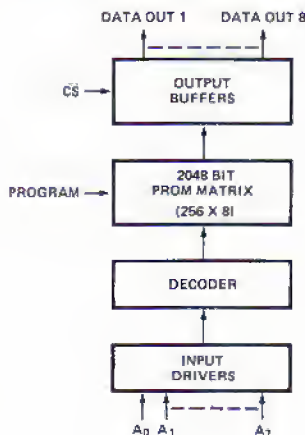 DATA OUT 1 DATA OUT 8
OUTPUT
BUFFERS
CS
2048 BIT
PROM MATRIX
(256 X 8)
PROGRAM
DECODER
INPUT
DRIVERS
A0 A1 A7